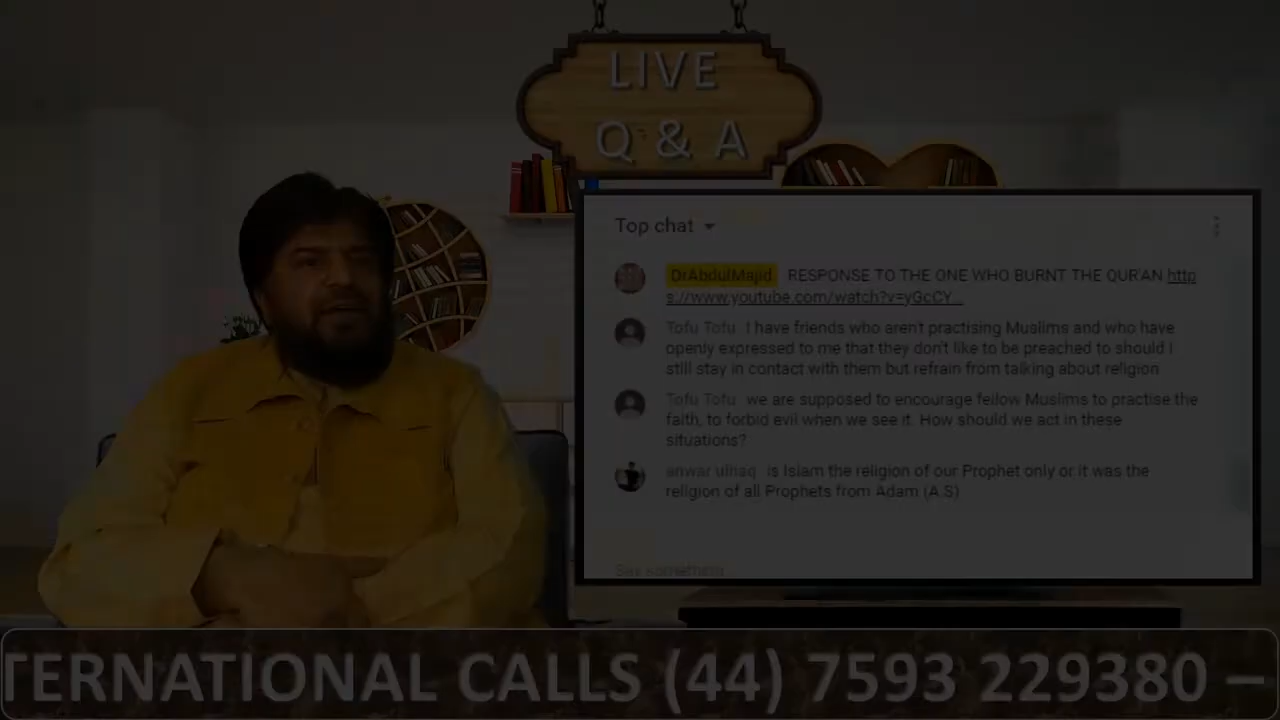 LIVE
Q & A
Top chat
DrAbdulMajid RESPONSE TO THE ONE WHO BURNT THE QUR'AN http
s://www.youtube.com/watch?v=yGcCY...
Tofu Tofu I have friends who aren't practising Muslims and who have
openly expressed to me that they don't like to be preached to should I
still stay in contact with them but refrain from talking about religion
Tofu Tofu we are supposed to encourage fellow Muslims to practise the
faith, to forbid evil when we see it. How should we act in these
situations?
anwar ulhaq is Islam the religion of our Prophet only or it was the
religion of all Prophets from Adam (A.S)
Say something...
TERNATIONAL CALLS (44) 7593 229380 –